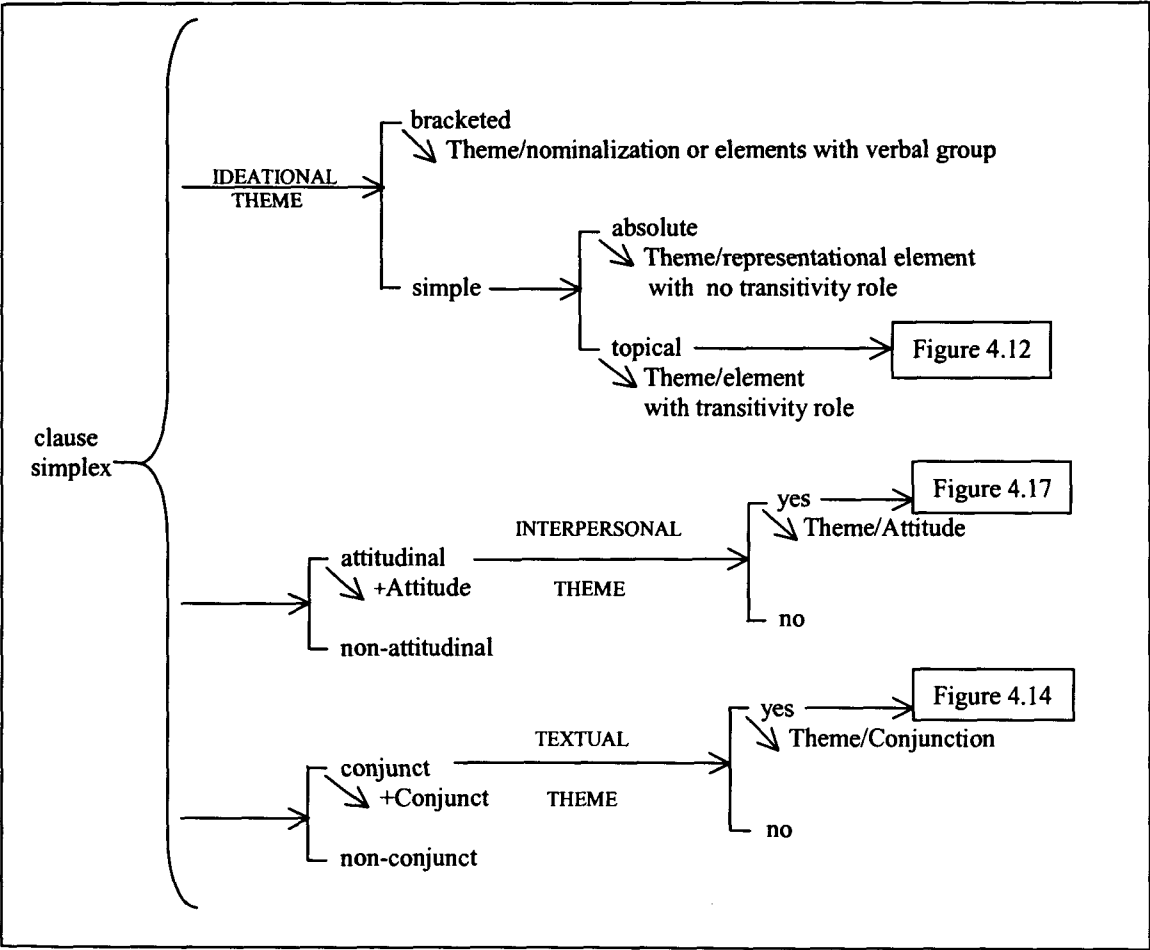 bracketed
Theme/nominalization or elements with verbal group
IDEATIONAL
THEME
absolute
Theme/representational element
with no transitivity role
simple
topical
Figure 4.12
Theme/element
with transitivity role
clause
simplex
Figure 4.17
yes
Theme/Attitude
INTERPERSONAL
THEME
attitudinal
+Attitude
no
non-attitudinal
Figure 4.14
yes
Theme/Conjunction
TEXTUAL
THEME
conjunct
+Conjunct
no
non-conjunct